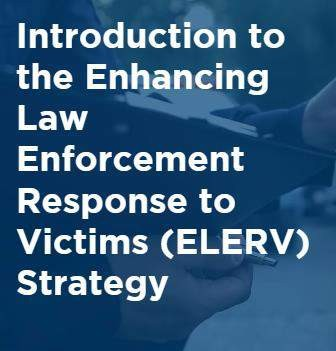 Introduction to
the Enhancing
Law
Enforcement
Response to
Victims (ELERV)
Strategy